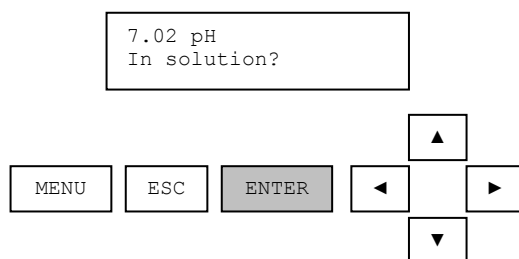 7.02 pH
In solution?
▲
MENU ESC ENTER ◄ ►
▼